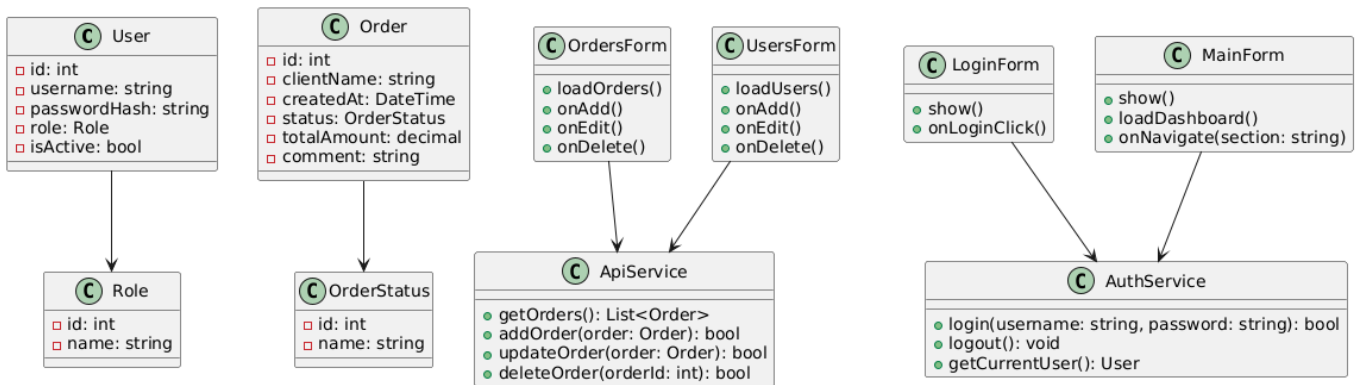 C User
id: int
username: string
passwordHash: string
role: Role
isActive: bool
C Order
id: int
clientName: string
createdAt: DateTime
status: OrderStatus
totalAmount: decimal
comment: string
C OrdersForm
loadOrders()
onAdd()
onEdit()
onDelete()
C UsersForm
loadUsers()
onAdd()
onEdit()
onDelete()
C LoginForm
show()
onLoginClick()
C MainForm
show()
loadDashboard()
onNavigate(section: string)
C Role
id: int
name: string
C OrderStatus
id: int
name: string
C ApiService
getOrders(): List<Order>
addOrder(order: Order): bool
updateOrder(order: Order): bool
deleteOrder(orderId: int): bool
C AuthService
login(username: string, password: string): bool
logout(): void
getCurrentUser(): User